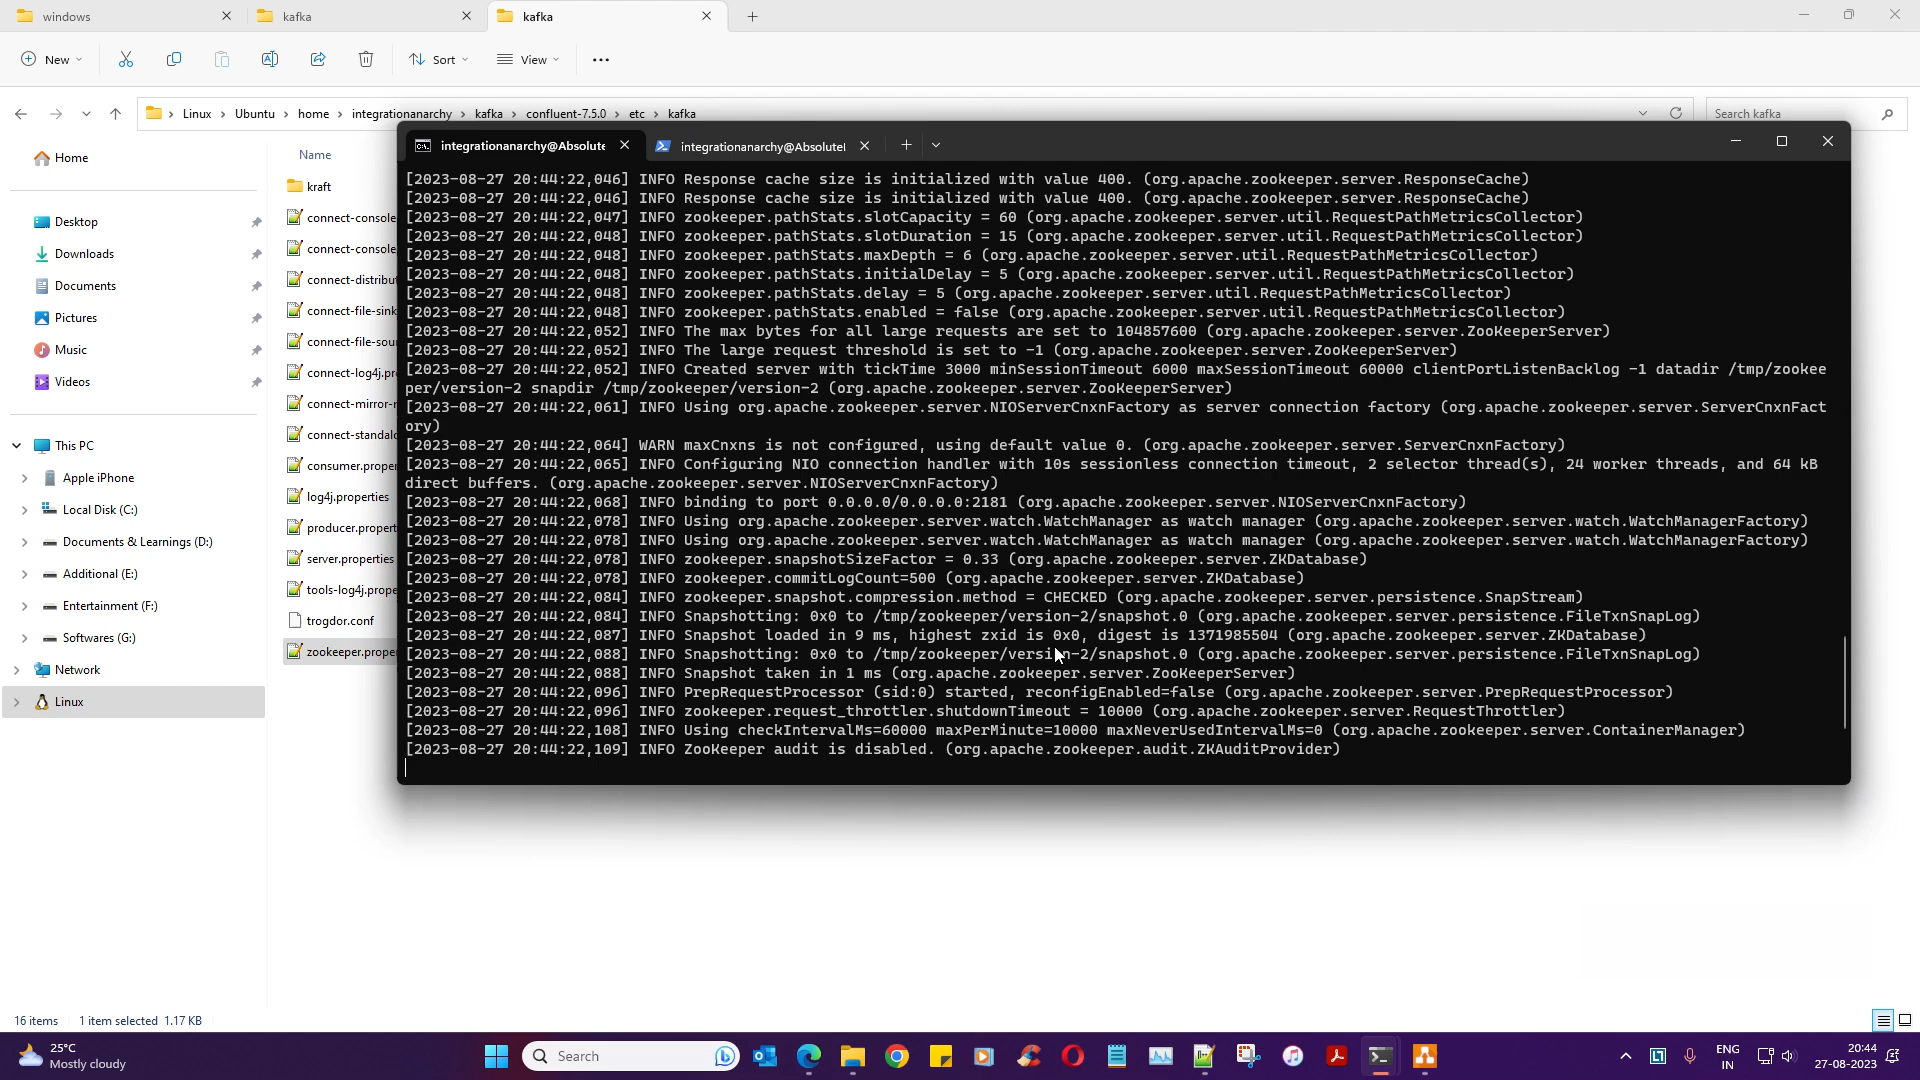 windows
kafka
kafka
New
Sort
View
Linux
Ubuntu
home
integrationanarchy
kafka
confluent-7.5.0
etc
kafka
Search kafka
Home
Desktop
Downloads
Documents
Pictures
Music
Videos
This PC
Apple iPhone
Local Disk (C:)
Documents & Learnings (D:)
Additional (E:)
Entertainment (F:)
Softwares (G:)
Network
Linux
Name
kraft
connect-console
connect-console
connect-distribut
connect-file-sink
connect-file-sou
connect-log4j.pr
connect-mirror-
connect-standal
consumer.proper
log4j.properties
producer.propert
server.properties
tools-log4j.prope
trogdor.conf
zookeeper.proper
integrationanarchy@Absolute
integrationanarchy@Absolutel
[2023-08-27 20:44:22,046] INFO Response cache size is initialized with value 400. (org.apache.zookeeper.server.ResponseCache)
[2023-08-27 20:44:22,046] INFO Response cache size is initialized with value 400. (org.apache.zookeeper.server.ResponseCache)
[2023-08-27 20:44:22,047] INFO zookeeper.pathStats.slotCapacity = 60 (org.apache.zookeeper.server.util.RequestPathMetricsCollector)
[2023-08-27 20:44:22,048] INFO zookeeper.pathStats.slotDuration = 15 (org.apache.zookeeper.server.util.RequestPathMetricsCollector)
[2023-08-27 20:44:22,048] INFO zookeeper.pathStats.maxDepth = 6 (org.apache.zookeeper.server.util.RequestPathMetricsCollector)
[2023-08-27 20:44:22,048] INFO zookeeper.pathStats.initialDelay = 5 (org.apache.zookeeper.server.util.RequestPathMetricsCollector)
[2023-08-27 20:44:22,048] INFO zookeeper.pathStats.delay = 5 (org.apache.zookeeper.server.util.RequestPathMetricsCollector)
[2023-08-27 20:44:22,048] INFO zookeeper.pathStats.enabled = false (org.apache.zookeeper.server.util.RequestPathMetricsCollector)
[2023-08-27 20:44:22,052] INFO The max bytes for all large requests are set to 104857600 (org.apache.zookeeper.server.ZooKeeperServer)
[2023-08-27 20:44:22,052] INFO The large request threshold is set to -1 (org.apache.zookeeper.server.ZooKeeperServer)
[2023-08-27 20:44:22,052] INFO Created server with tickTime 3000 minSessionTimeout 6000 maxSessionTimeout 60000 clientPortListenBacklog -1 datadir /tmp/zookee
per/version-2 snapdir /tmp/zookeeper/version-2 (org.apache.zookeeper.server.ZooKeeperServer)
[2023-08-27 20:44:22,061] INFO Using org.apache.zookeeper.server.NIOServerCnxnFactory as server connection factory (org.apache.zookeeper.server.ServerCnxnFact
ory)
[2023-08-27 20:44:22,064] WARN maxCnxns is not configured, using default value 0. (org.apache.zookeeper.server.ServerCnxnFactory)
[2023-08-27 20:44:22,065] INFO Configuring NIO connection handler with 10s sessionless connection timeout, 2 selector thread(s), 24 worker threads, and 64 kB
direct buffers. (org.apache.zookeeper.server.NIOServerCnxnFactory)
[2023-08-27 20:44:22,068] INFO binding to port 0.0.0.0/0.0.0.0:2181 (org.apache.zookeeper.server.NIOServerCnxnFactory)
[2023-08-27 20:44:22,078] INFO Using org.apache.zookeeper.server.watch.WatchManager as watch manager (org.apache.zookeeper.server.watch.WatchManagerFactory)
[2023-08-27 20:44:22,078] INFO Using org.apache.zookeeper.server.watch.WatchManager as watch manager (org.apache.zookeeper.server.watch.WatchManagerFactory)
[2023-08-27 20:44:22,078] INFO zookeeper.snapshotSizeFactor = 0.33 (org.apache.zookeeper.server.ZKDatabase)
[2023-08-27 20:44:22,078] INFO zookeeper.commitLogCount=500 (org.apache.zookeeper.server.ZKDatabase)
[2023-08-27 20:44:22,084] INFO zookeeper.snapshot.compression.method = CHECKED (org.apache.zookeeper.server.persistence.SnapStream)
[2023-08-27 20:44:22,084] INFO Snapshotting: 0x0 to /tmp/zookeeper/version-2/snapshot.0 (org.apache.zookeeper.server.persistence.FileTxnSnapLog)
[2023-08-27 20:44:22,087] INFO Snapshot loaded in 9 ms, highest zxid is 0x0, digest is 1371985504 (org.apache.zookeeper.server.ZKDatabase)
[2023-08-27 20:44:22,088] INFO Snapshotting: 0x0 to /tmp/zookeeper/version-2/snapshot.0 (org.apache.zookeeper.server.persistence.FileTxnSnapLog)
[2023-08-27 20:44:22,088] INFO Snapshot taken in 1 ms (org.apache.zookeeper.server.ZooKeeperServer)
[2023-08-27 20:44:22,096] INFO PrepRequestProcessor (sid:0) started, reconfigEnabled=false (org.apache.zookeeper.server.PrepRequestProcessor)
[2023-08-27 20:44:22,096] INFO zookeeper.request_throttler.shutdownTimeout = 10000 (org.apache.zookeeper.server.RequestThrottler)
[2023-08-27 20:44:22,108] INFO Using checkIntervalMs=60000 maxPerMinute=10000 maxNeverUsedIntervalMs=0 (org.apache.zookeeper.server.ContainerManager)
[2023-08-27 20:44:22,109] INFO ZooKeeper audit is disabled. (org.apache.zookeeper.audit.ZKAuditProvider)
16 items
1 item selected 1.17 KB
25°C
Mostly cloudy
Search
ENG
IN
20:44
27-08-2023